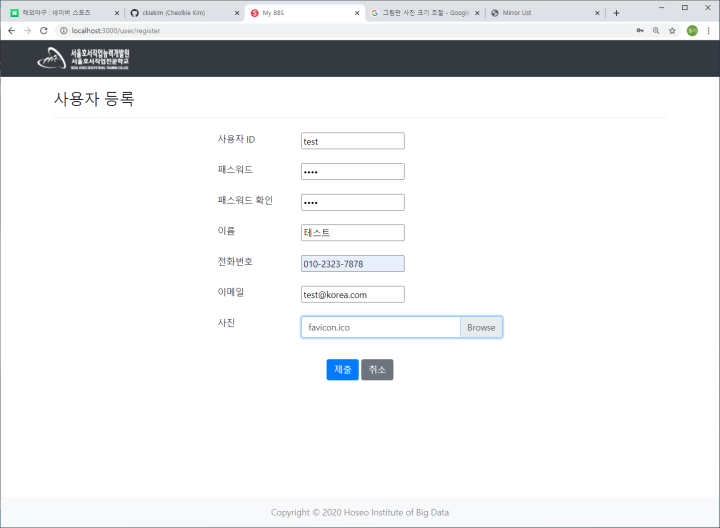 해외야구 : 네이버 스포츠
ckiekim (Cheolkie Kim)
My BBS
그림판 사진 크기 조절 - Google
Mirror List
localhost:3000/user/register
서울호서직업능력개발원
서울호서직업전문학교
사용자 등록
사용자 ID
test
패스워드
••••
패스워드 확인
••••
이름
테스트
전화번호
010-2323-7878
이메일
test@korea.com
사진
favicon.ico
Browse
제출
취소
Copyright © 2020 Hoseo Institute of Big Data